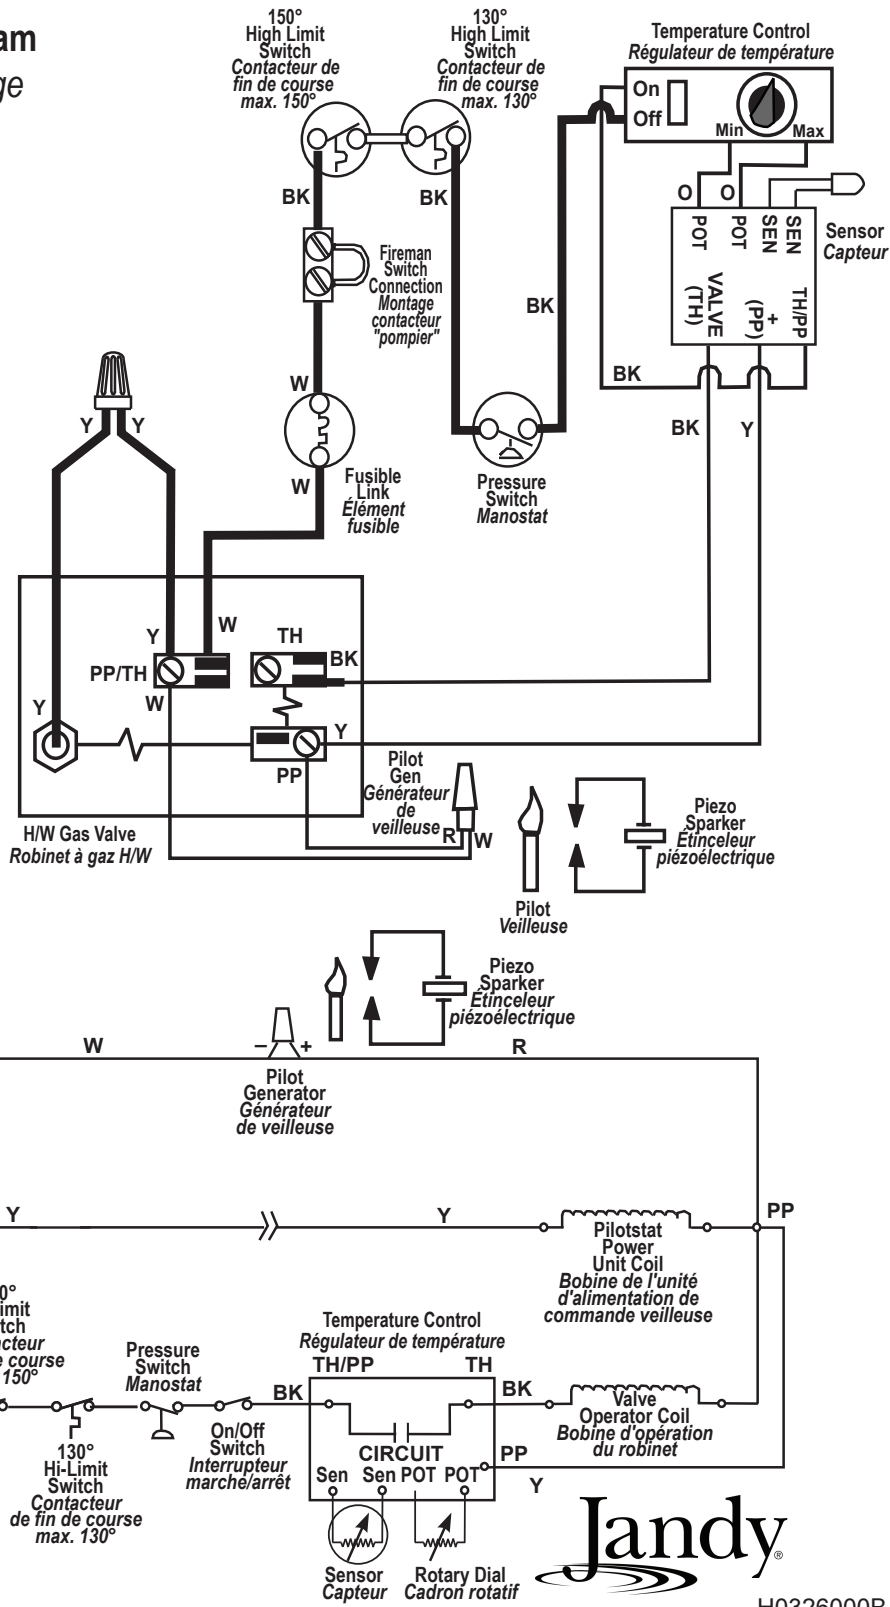 am
ge
150°
High Limit
Switch
Contacteur de
fin de course
max. 150°
130°
High Limit
Switch
Contacteur de
fin de course
max. 130°
Temperature Control
Régulateur de température
On
Off
Min
Max
BK
BK
O
O
POT
POT
SEN
SEN
Sensor
Capteur
Fireman
Switch
Connection
Montage
contacteur
"pompier"
BK
VALVE
(TH)
+
(PP)
TH/PP
W
BK
Y
Y
BK
Y
W
Fusible
Link
Élément
fusible
Pressure
Switch
Manostat
Y
W
TH
PP/TH
BK
W
Y
Y
PP
Pilot
Gen
Générateur
de
veilleuse
R
W
H/W Gas Valve
Robinet à gaz H/W
Piezo
Sparker
Étinceleur
piézoélectrique
Pilot
Veilleuse
Piezo
Sparker
Étinceleur
piézoélectrique
W
–
+
R
Pilot
Generator
Générateur
de veilleuse
Y
Y
PP
Pilotstat
Power
Unit Coil
Bobine de l'unité
d'alimentation de
commande veilleuse
0°
imit
tch
acteur
e course
150°
Pressure
Switch
Manostat
Temperature Control
Régulateur de température
TH/PP
TH
BK
BK
Valve
Operator Coil
Bobine d'opération
du robinet
130°
Hi-Limit
Switch
Contacteur
de fin de course
max. 130°
On/Off
Switch
Interrupteur
marche/arrêt
CIRCUIT
PP
Sen
Sen
POT
POT
Y
Sensor
Capteur
Rotary Dial
Cadron rotatif
Jandy®
H0326000B